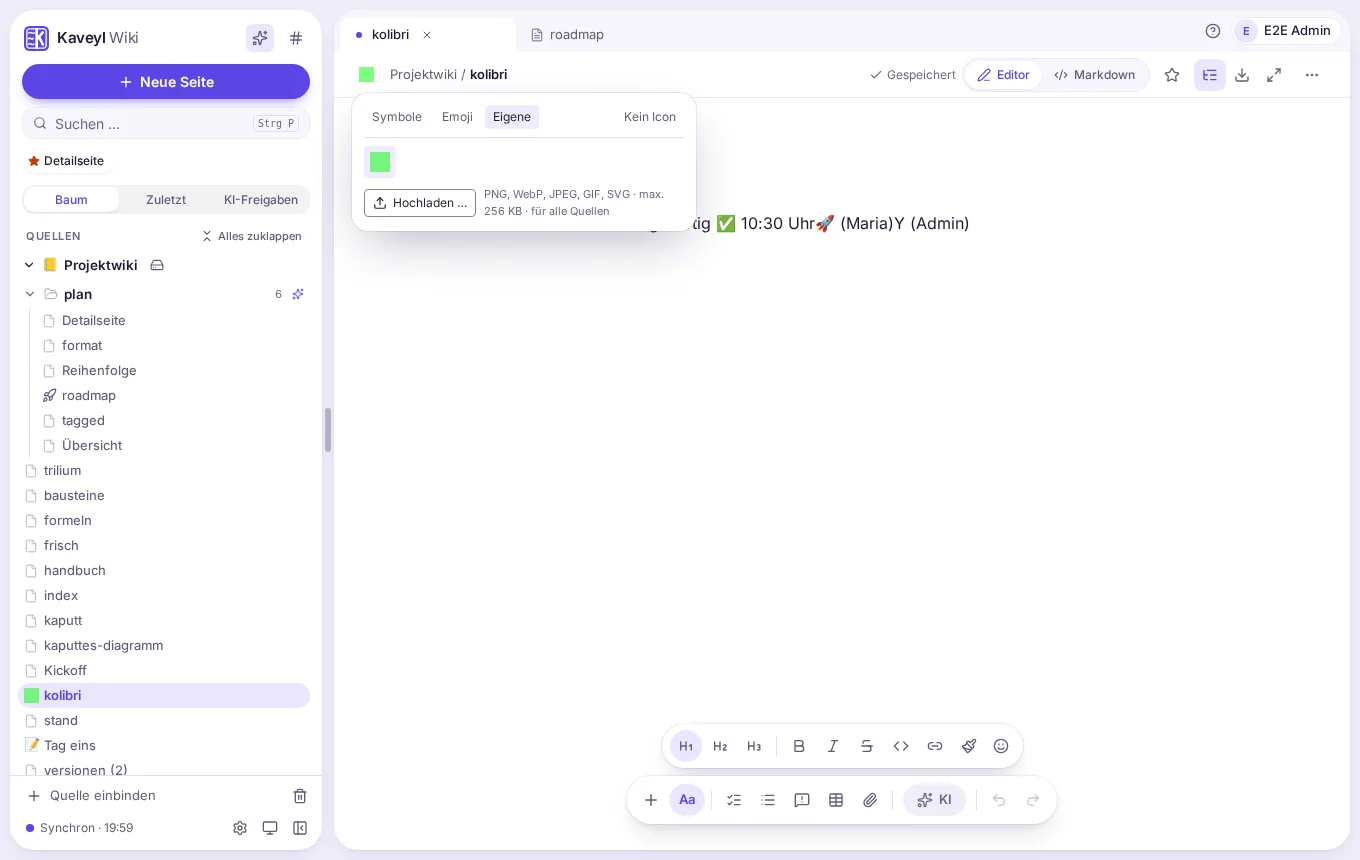 Kaveyl Wiki
Neue Seite
Suchen ...
Strg P
Detailseite
Baum Zuletzt KI-Freigaben
QUELLEN Alles zuklappen
📒 Projektwiki
plan 6
Detailseite
format
Reihenfolge
roadmap
tagged
Übersicht
trilium
bausteine
formeln
frisch
handbuch
index
kaputt
kaputtes-diagramm
Kickoff
kolibri
stand
📝 Tag eins
versionen (2)
Quelle einbinden
Synchron · 19:59
kolibri
roadmap
E E2E Admin
Projektwiki / kolibri
Gespeichert
Editor
Markdown
Symbole Emoji Eigene Kein Icon
Hochladen ...
PNG, WebP, JPEG, GIF, SVG · max.
256 KB · für alle Quellen
tig ✅ 10:30 Uhr🚀 (Maria)Y (Admin)
H1 H2 H3 B I S
Aa
KI